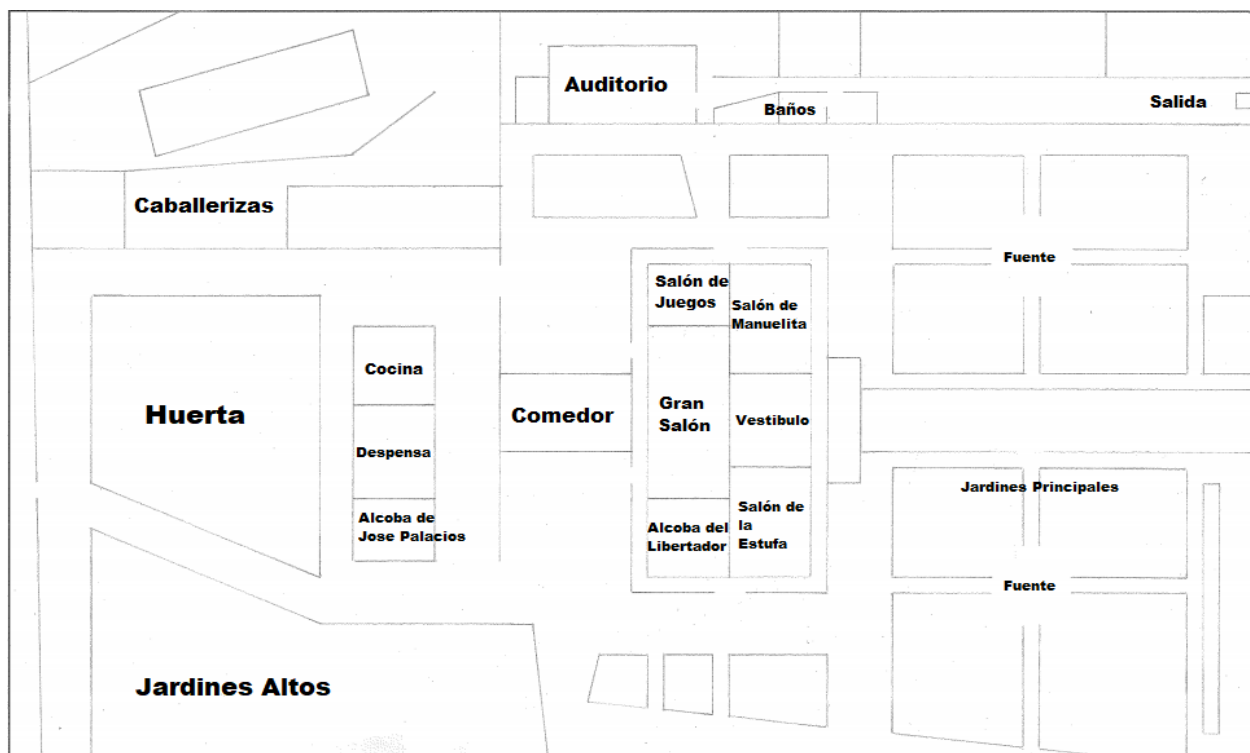 Auditorio
Salida
Baños
Caballerizas
Fuente
Salón de
Juegos
Salón de
Manuelita
Cocina
Huerta
Comedor
Gran
Salón
Vestibulo
Despensa
Jardines Principales
Alcoba de
Jose Palacios
Alcoba del
Libertador
Salón de
la
Estufa
Fuente
Jardines Altos